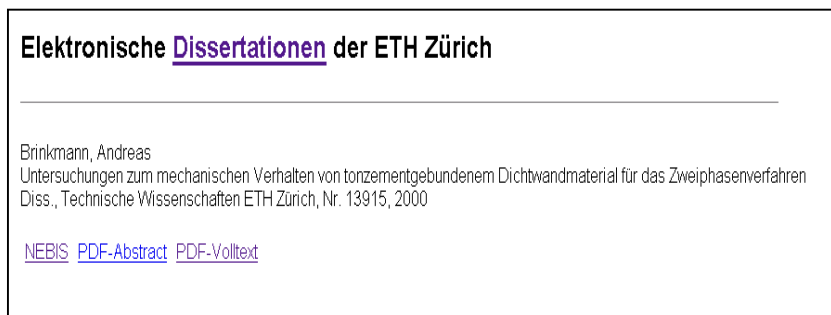 Elektronische Dissertationen der ETH Zürich
Brinkmann, Andreas
Untersuchungen zum mechanischen Verhalten von tonzementgebundenem Dichtwandmaterial für das Zweiphasenverfahren
Diss., Technische Wissenschaften ETH Zürich, Nr. 13915, 2000
NEBIS PDF-Abstract PDF-Volltext